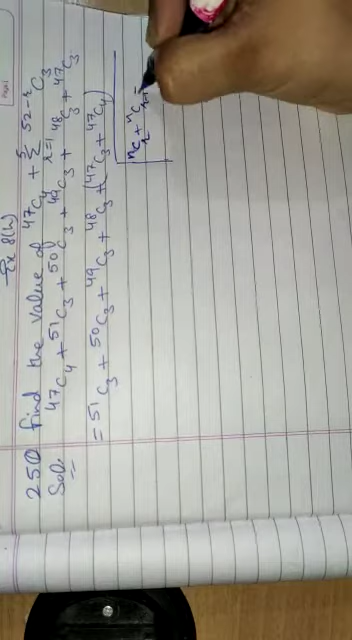 Ex 8(h)
25Q Find the value of ⁴⁷C₄ + ⁵Σᵣ₌₁ ⁵²⁻ʳC₃
Sol. ⁴⁷C₄ + ⁵¹C₃ + ⁵⁰C₃ + ⁴⁹C₃ + ⁴⁸C₃ + ⁴⁷C₃
= ⁵¹C₃ + ⁵⁰C₃ + ⁴⁹C₃ + ⁴⁸C₃ + (⁴⁷C₃ + ⁴⁷C₄)
ⁿCᵣ + ⁿCᵣ₋₁